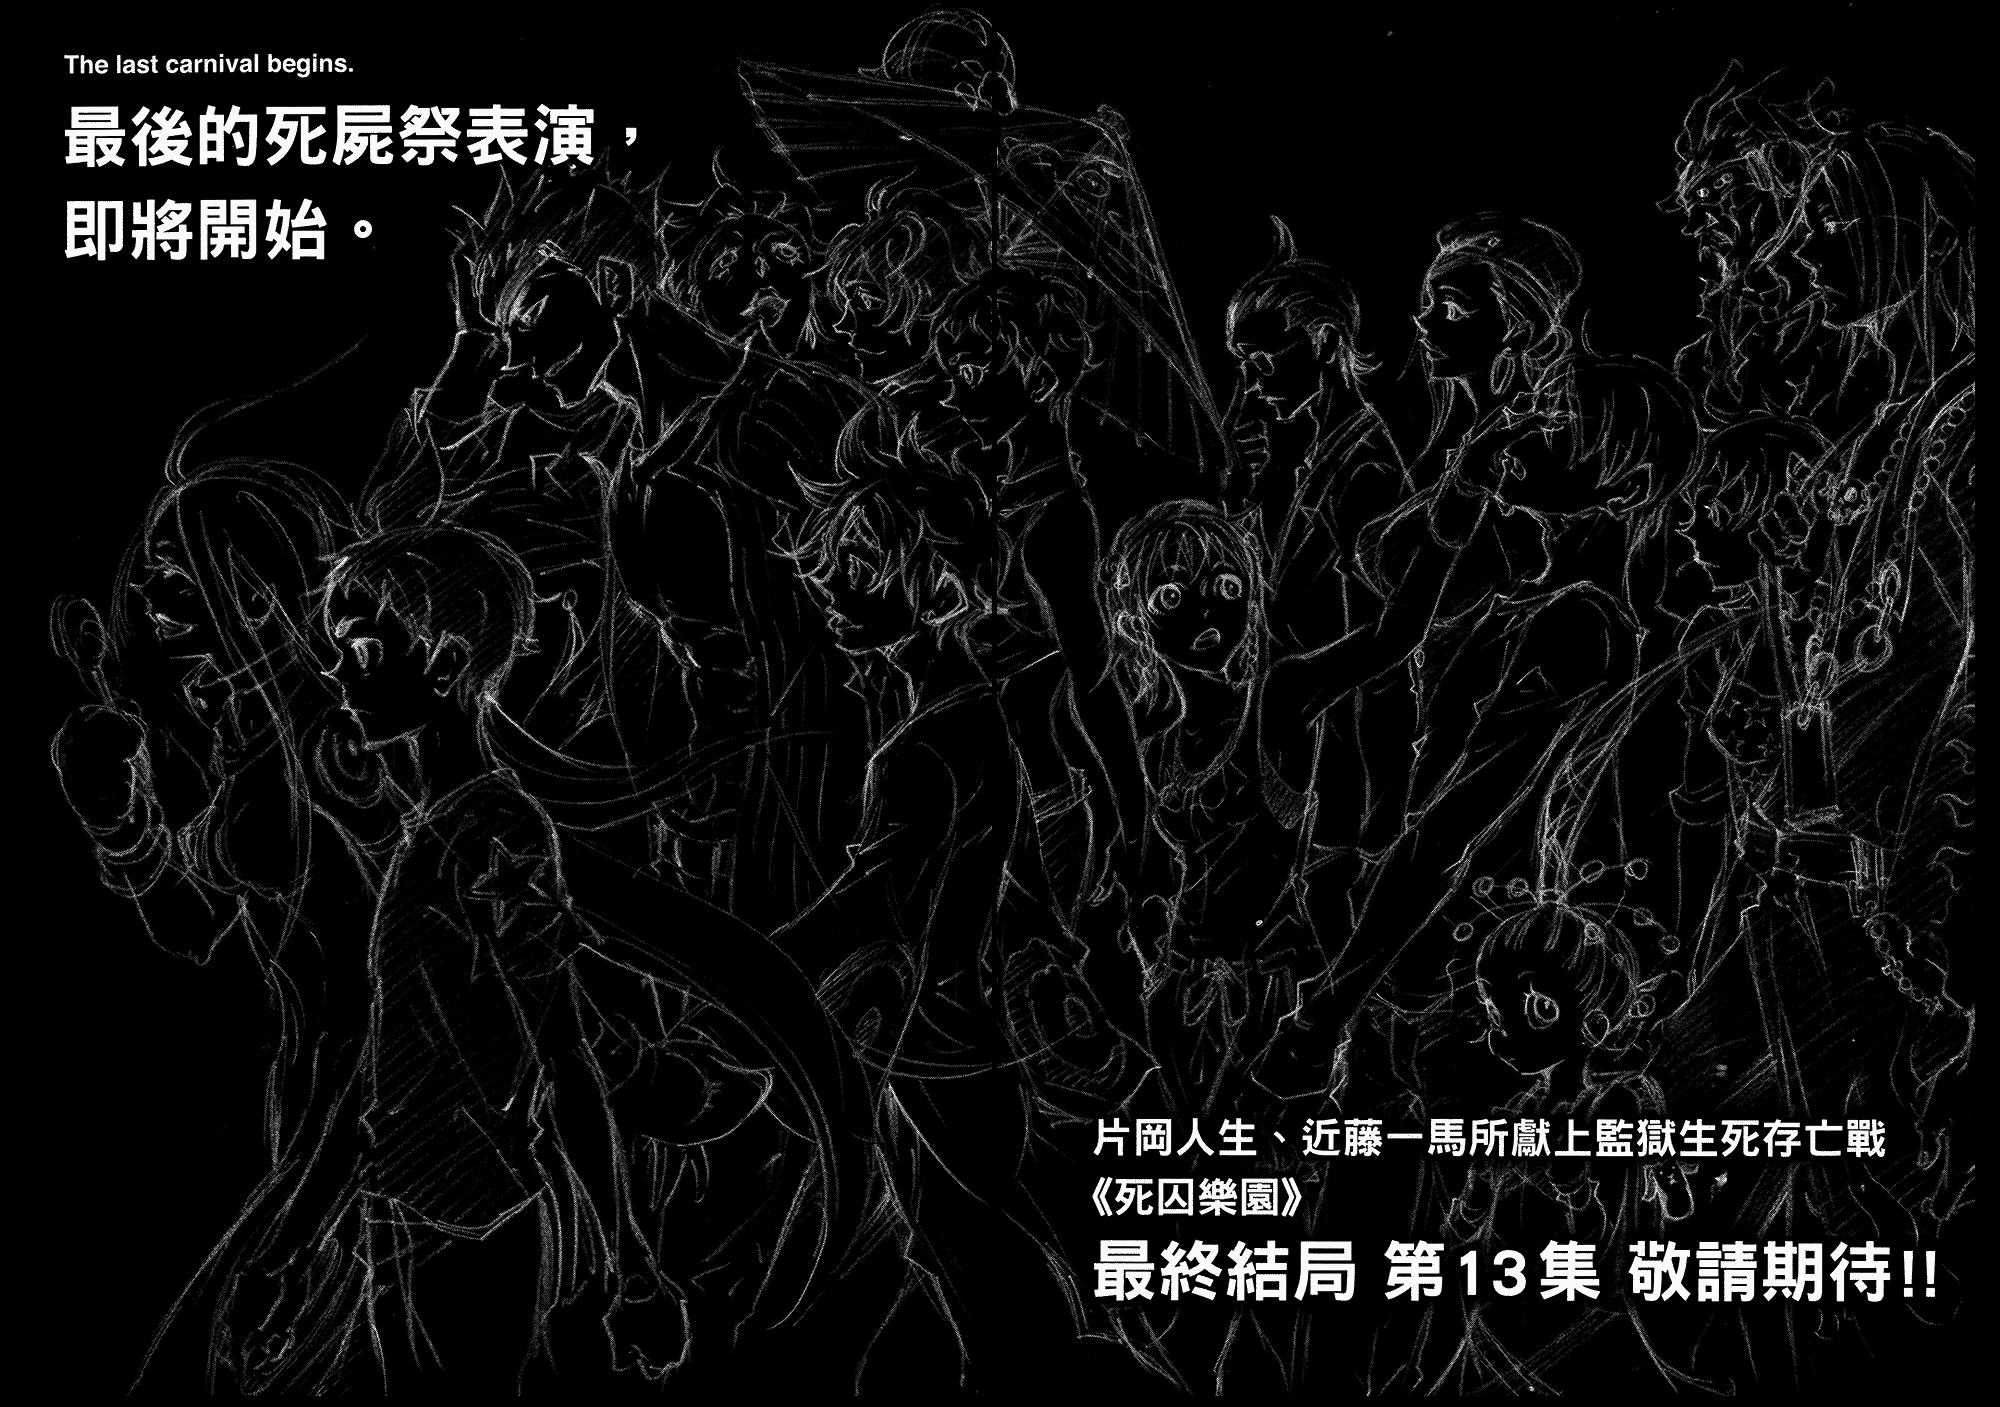 The last carnival begins.
最後的死屍祭表演，
即將開始。
片岡人生、近藤一馬所獻上監獄生死存亡戰
《死囚樂園》
最終結局 第13集 敬請期待!!